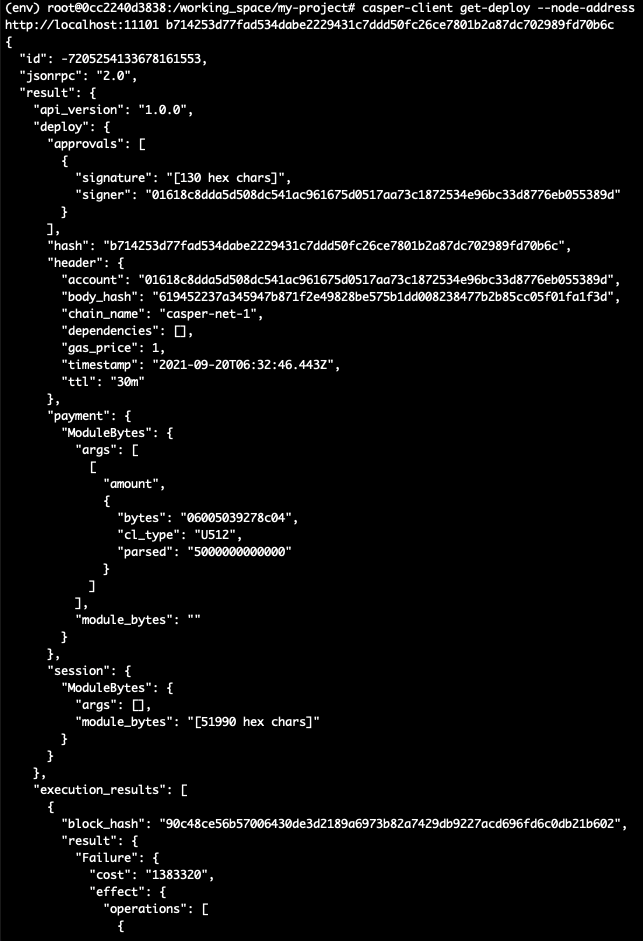 (env) root@0cc2240d3838:/working_space/my-project# casper-client get-deploy --node-address
http://localhost:11101 b714253d77fad534dabe2229431c7ddd50fc26ce7801b2a87dc702989fd70b6c
{
  "id": -7205254133678161553,
  "jsonrpc": "2.0",
  "result": {
    "api_version": "1.0.0",
    "deploy": {
      "approvals": [
        {
          "signature": "[130 hex chars]",
          "signer": "01618c8dda5d508dc541ac961675d0517aa73c1872534e96bc33d8776eb055389d"
        }
      ],
      "hash": "b714253d77fad534dabe2229431c7ddd50fc26ce7801b2a87dc702989fd70b6c",
      "header": {
        "account": "01618c8dda5d508dc541ac961675d0517aa73c1872534e96bc33d8776eb055389d",
        "body_hash": "619452237a345947b871f2e49828be575b1dd008238477b2b85cc05f01fa1f3d",
        "chain_name": "casper-net-1",
        "dependencies": [],
        "gas_price": 1,
        "timestamp": "2021-09-20T06:32:46.443Z",
        "ttl": "30m"
      },
      "payment": {
        "ModuleBytes": {
          "args": [
            [
              "amount",
              {
                "bytes": "06005039278c04",
                "cl_type": "U512",
                "parsed": "5000000000000"
              }
            ]
          ],
          "module_bytes": ""
        }
      },
      "session": {
        "ModuleBytes": {
          "args": [],
          "module_bytes": "[51990 hex chars]"
        }
      }
    },
    "execution_results": [
      {
        "block_hash": "90c48ce56b57006430de3d2189a6973b82a7429db9227acd696fd6c0db21b602",
        "result": {
          "Failure": {
            "cost": "1383320",
            "effect": {
              "operations": [
                {